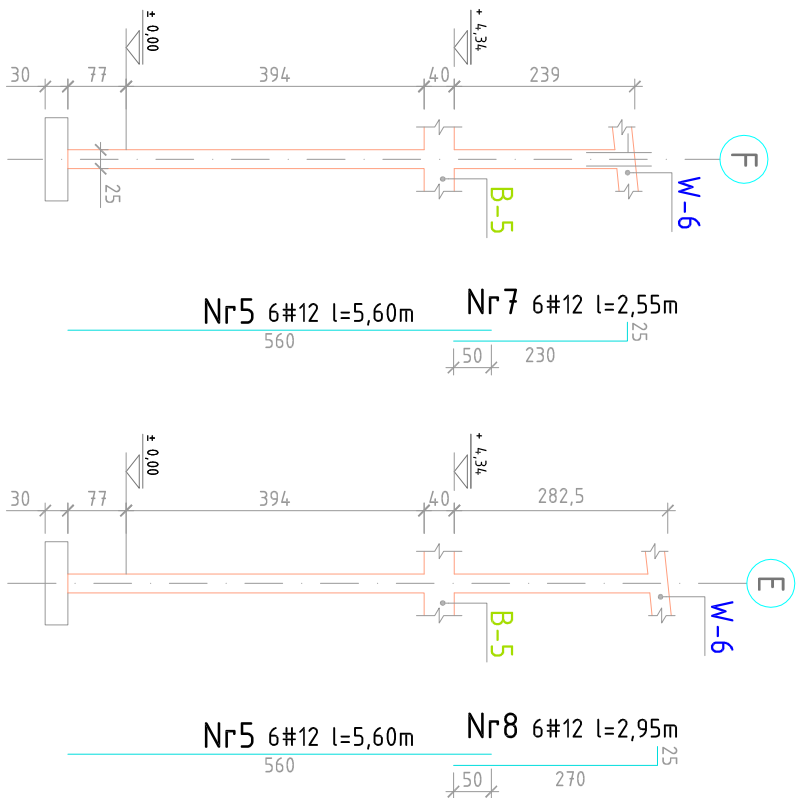 ± 0,00
+ 4,34
30 77 394 40 239
F
25
B-5
W-6
Nr5 6#12 l=5,60m
560
Nr7 6#12 l=2,55m
25
50 230
± 0,00
+ 4,34
30 77 394 40 282,5
E
B-5
W-6
Nr5 6#12 l=5,60m
560
Nr8 6#12 l=2,95m
25
50 270